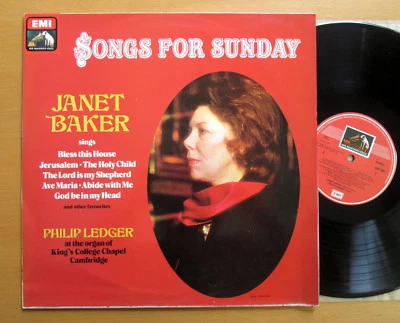 EMI
SONGS FOR SUNDAY
JANET
BAKER
sings
Bless this House
Jerusalem · The Holy Child
The Lord is my Shepherd
Ave Maria · Abide with Me
God be in my Head
and other favourites
PHILIP LEDGER
at the organ of
King's College Chapel
Cambridge
EMI